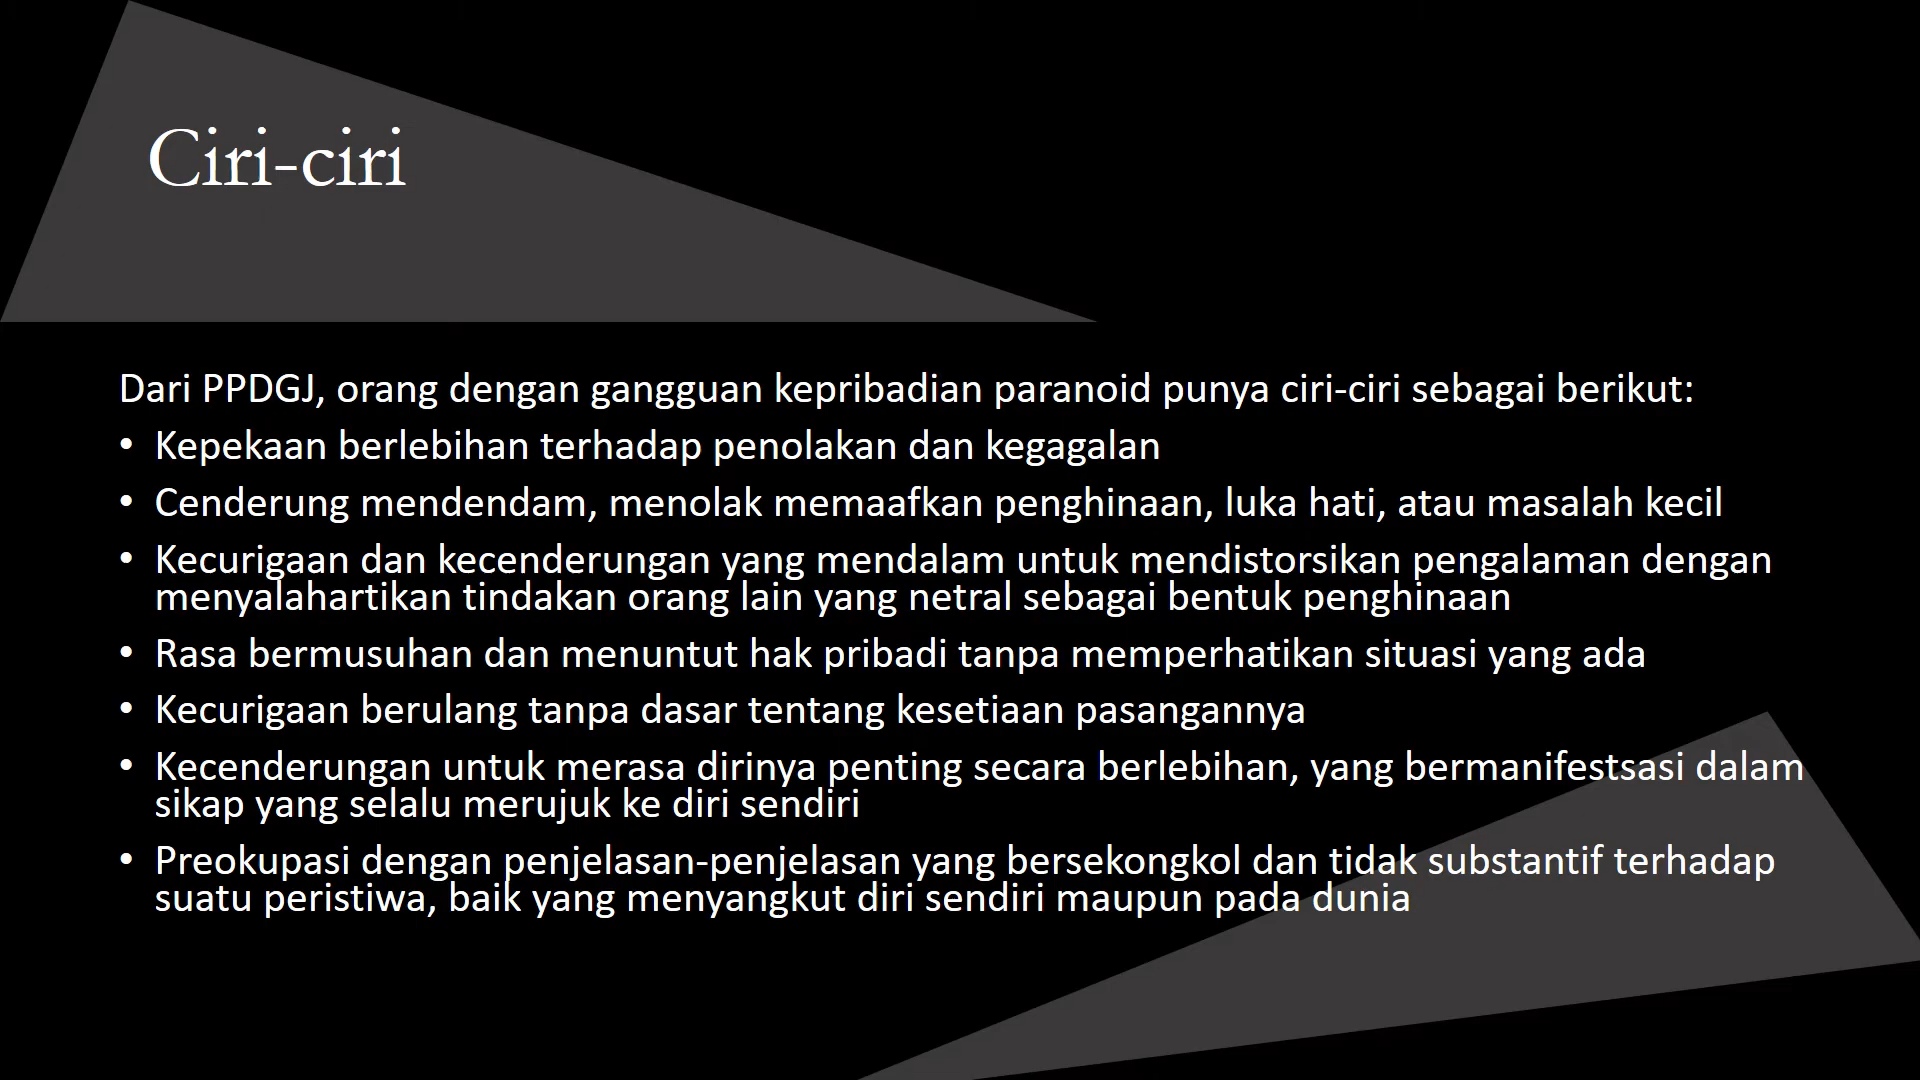 Ciri-ciri
Dari PPDGJ, orang dengan gangguan kepribadian paranoid punya ciri-ciri sebagai berikut:
• Kepekaan berlebihan terhadap penolakan dan kegagalan
• Cenderung mendendam, menolak memaafkan penghinaan, luka hati, atau masalah kecil
• Kecurigaan dan kecenderungan yang mendalam untuk mendistorsikan pengalaman dengan
menyalahartikan tindakan orang lain yang netral sebagai bentuk penghinaan
• Rasa bermusuhan dan menuntut hak pribadi tanpa memperhatikan situasi yang ada
• Kecurigaan berulang tanpa dasar tentang kesetiaan pasangannya
• Kecenderungan untuk merasa dirinya penting secara berlebihan, yang bermanifestsasi dalam
sikap yang selalu merujuk ke diri sendiri
• Preokupasi dengan penjelasan-penjelasan yang bersekongkol dan tidak substantif terhadap
suatu peristiwa, baik yang menyangkut diri sendiri maupun pada dunia